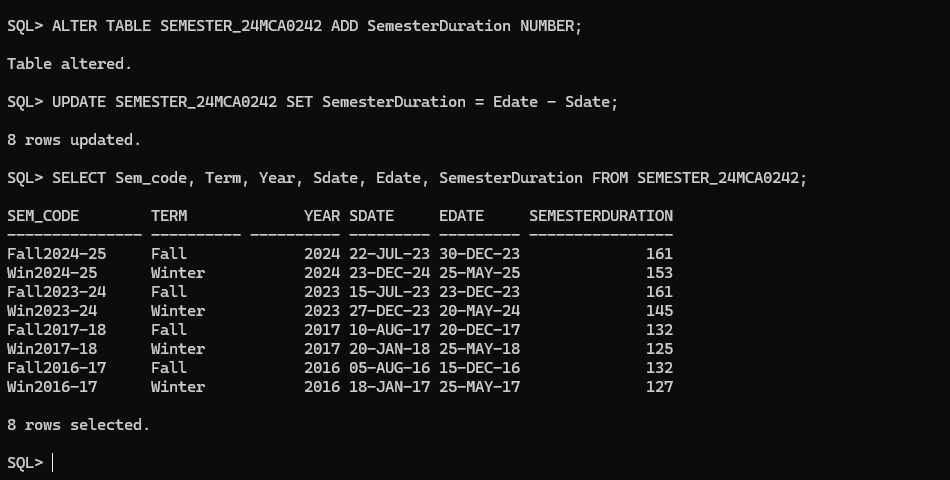 SQL> ALTER TABLE SEMESTER_24MCA0242 ADD SemesterDuration NUMBER;
Table altered.
SQL> UPDATE SEMESTER_24MCA0242 SET SemesterDuration = Edate - Sdate;
8 rows updated.
SQL> SELECT Sem_code, Term, Year, Sdate, Edate, SemesterDuration FROM SEMESTER_24MCA0242;
SEM_CODE        TERM             YEAR SDATE     EDATE     SEMESTERDURATION
--------------- ---------- ---------- --------- --------- ----------------
Fall2024-25     Fall             2024 22-JUL-23 30-DEC-23              161
Win2024-25      Winter           2024 23-DEC-24 25-MAY-25              153
Fall2023-24     Fall             2023 15-JUL-23 23-DEC-23              161
Win2023-24      Winter           2023 27-DEC-23 20-MAY-24              145
Fall2017-18     Fall             2017 10-AUG-17 20-DEC-17              132
Win2017-18      Winter           2017 20-JAN-18 25-MAY-18              125
Fall2016-17     Fall             2016 05-AUG-16 15-DEC-16              132
Win2016-17      Winter           2016 18-JAN-17 25-MAY-17              127
8 rows selected.
SQL>